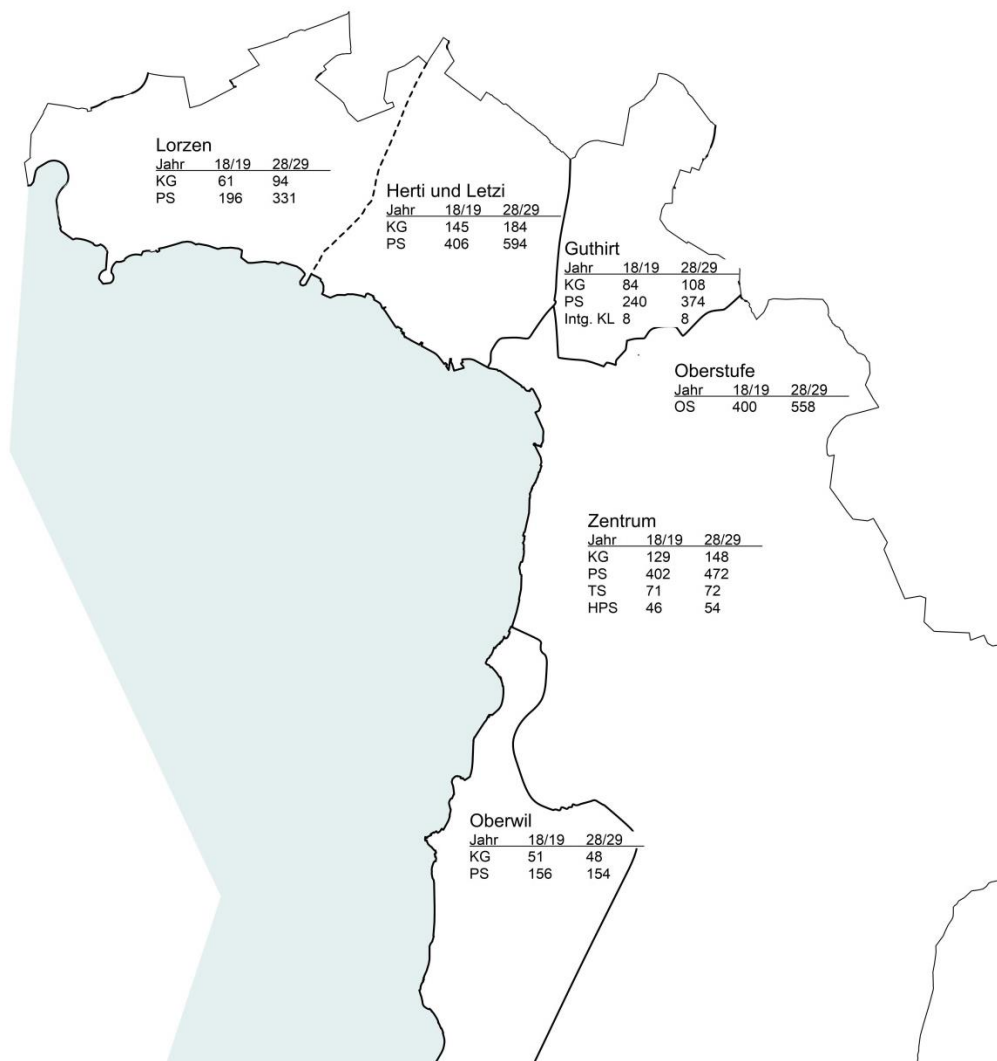 Lorzen
Jahr 18/19 28/29
KG 61 94
PS 196 331
Herti und Letzi
Jahr 18/19 28/29
KG 145 184
PS 406 594
Guthirt
Jahr 18/19 28/29
KG 84 108
PS 240 374
Intg. KL 8 8
Oberstufe
Jahr 18/19 28/29
OS 400 558
Zentrum
Jahr 18/19 28/29
KG 129 148
PS 402 472
TS 71 72
HPS 46 54
Oberwil
Jahr 18/19 28/29
KG 51 48
PS 156 154